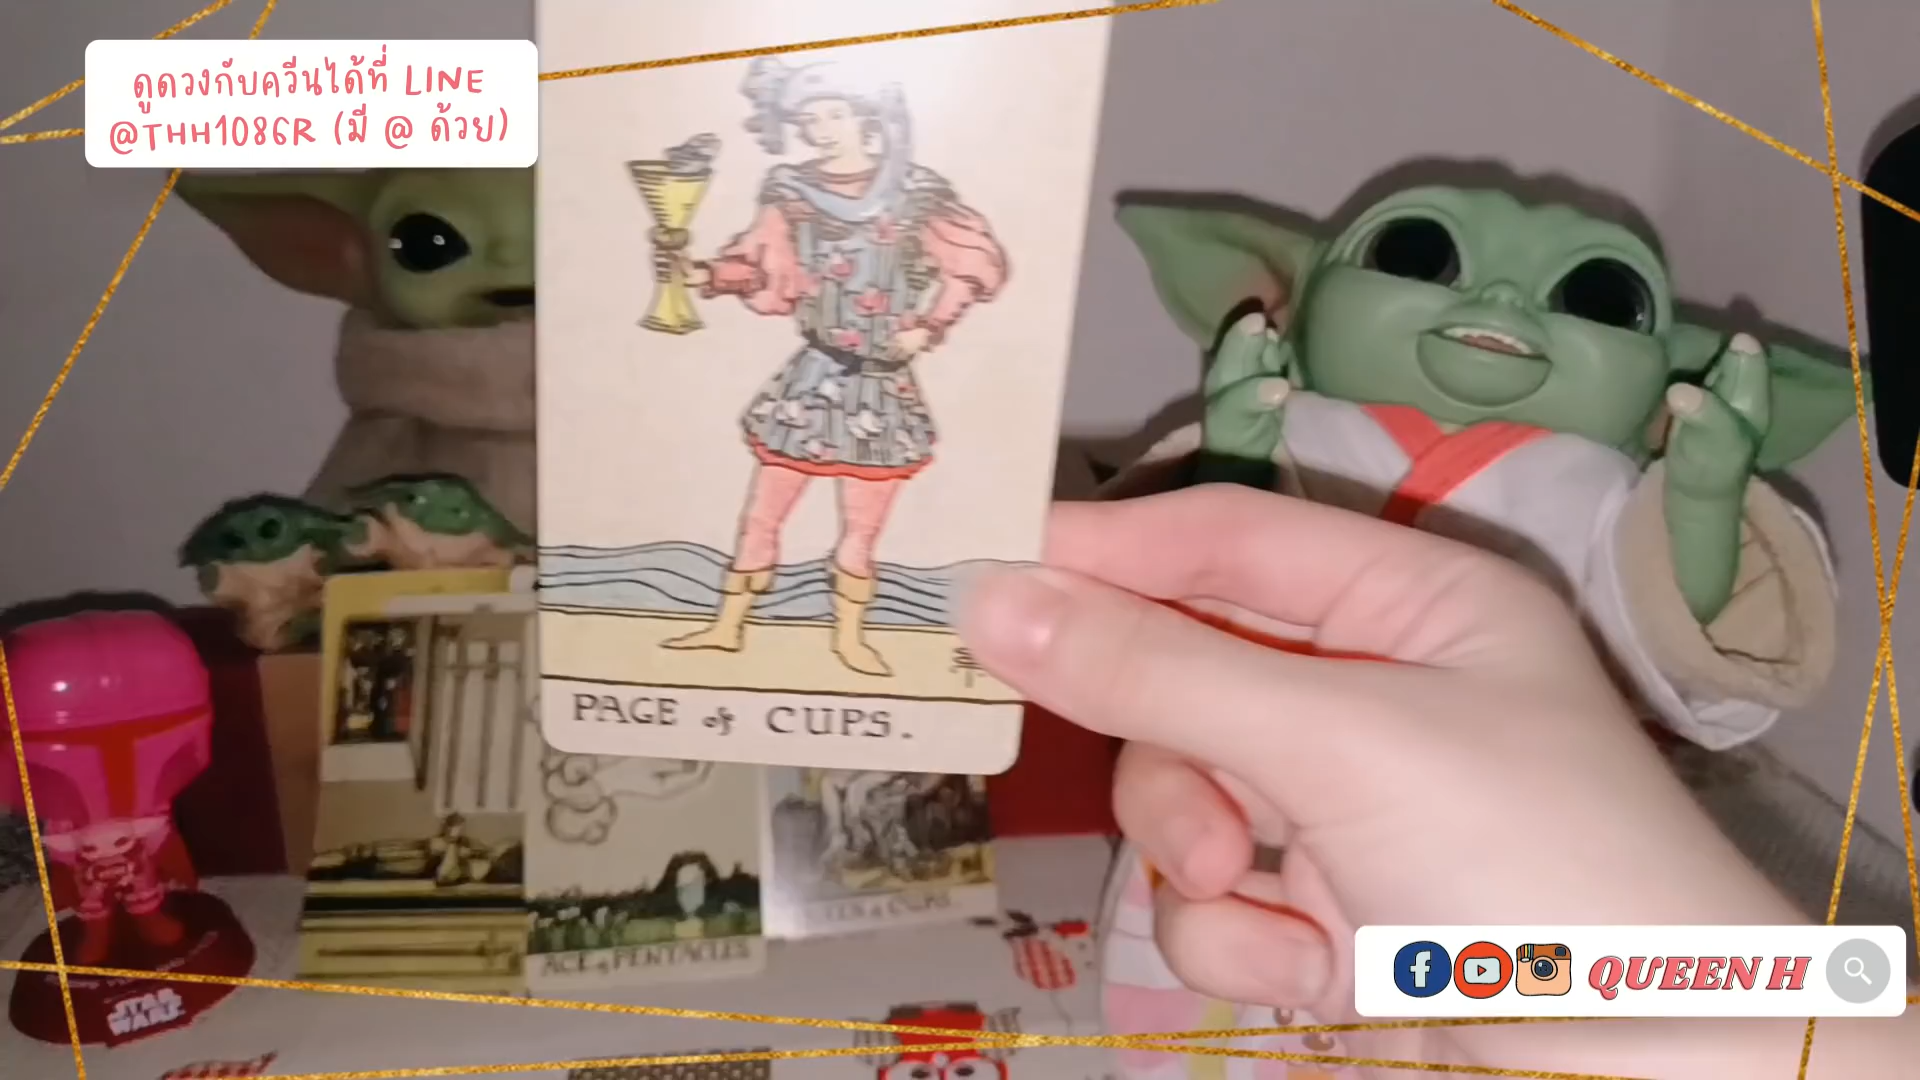 ดูดวงกับควีนได้ที่ LINE
@THH1086R (มี @ ด้วย)
PAGE of CUPS.
ACE of PENTACLES.
STAR
WARS
QUEEN H